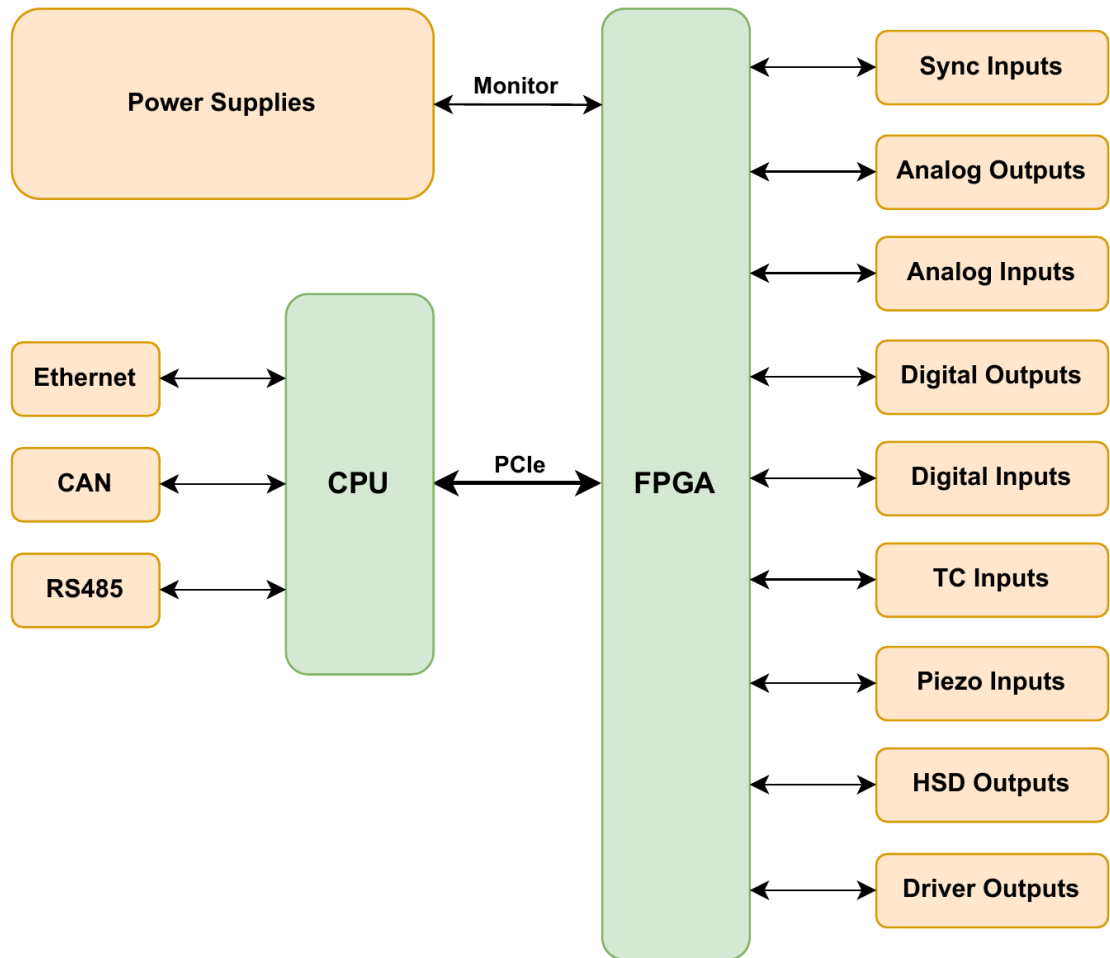 Power Supplies
Monitor
Ethernet
CAN
RS485
CPU
PCIe
FPGA
Sync Inputs
Analog Outputs
Analog Inputs
Digital Outputs
Digital Inputs
TC Inputs
Piezo Inputs
HSD Outputs
Driver Outputs